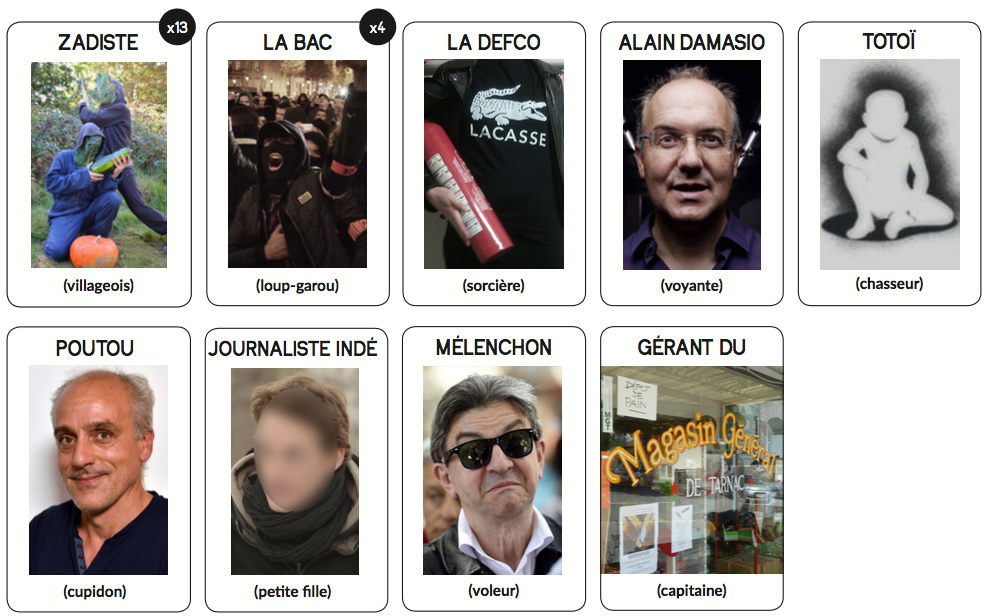 x13
ZADISTE
(villageois)
x4
LA BAC
(loup-garou)
LA DEFCO
LACASSE
(sorcière)
ALAIN DAMASIO
(voyante)
TOTOÏ
(chasseur)
POUTOU
(cupidon)
JOURNALISTE INDÉ
(petite fille)
MÉLENCHON
(voleur)
GÉRANT DU
DÉPOT
DE
PAIN
Magasin Général
DE TARNAC
(capitaine)